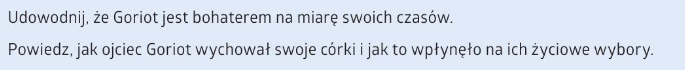 Udowodnij, że Goriot jest bohaterem na miarę swoich czasów.
Powiedz, jak ojciec Goriot wychował swoje córki i jak to wpłynęło na ich życiowe wybory.